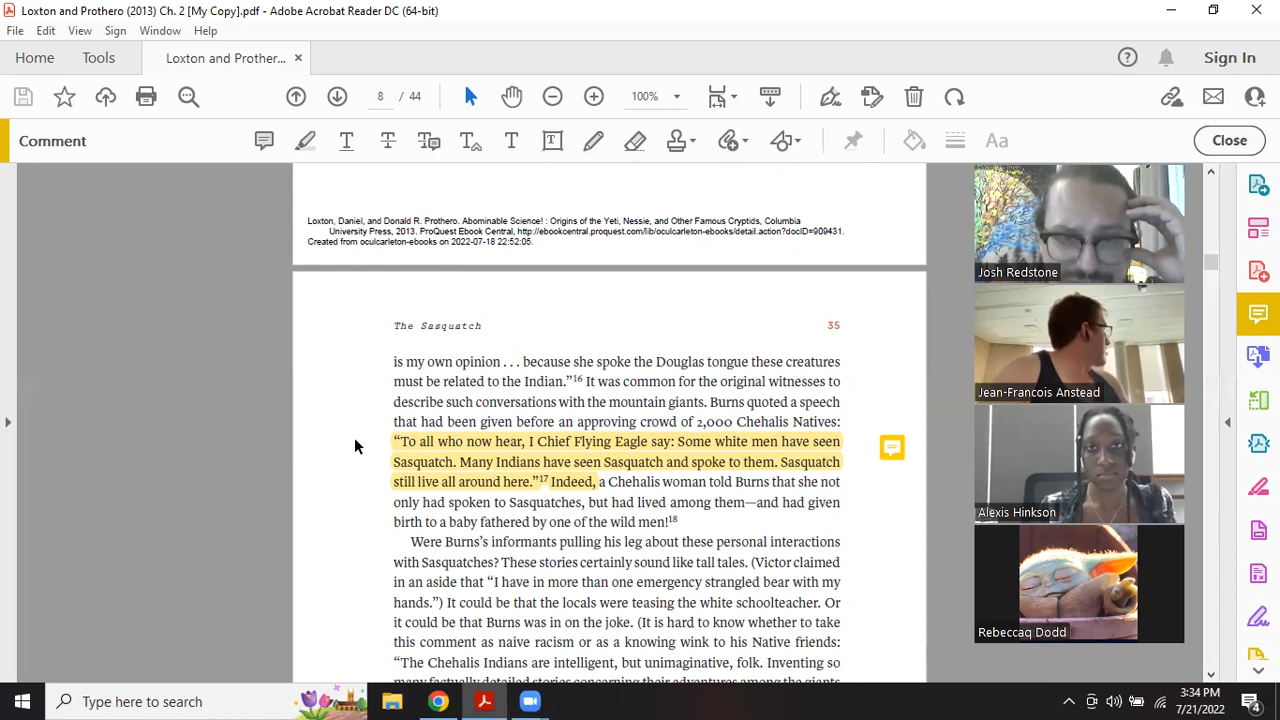 Loxton and Prothero (2013) Ch. 2 [My Copy].pdf - Adobe Acrobat Reader DC (64-bit)
File Edit View Sign Window Help
Home Tools Loxton and Prother... Sign In
8 / 44 100%
Comment Aa Close
Loxton, Daniel, and Donald R. Prothero. Abominable Science! : Origins of the Yeti, Nessie, and Other Famous Cryptids, Columbia
University Press, 2013. ProQuest Ebook Central, http://ebookcentral.proquest.com/lib/oculcarleton-ebooks/detail.action?docID=909431.
Created from oculcarleton-ebooks on 2022-07-18 22:52:05.
The Sasquatch 35
is my own opinion . . . because she spoke the Douglas tongue these creatures
must be related to the Indian.”16 It was common for the original witnesses to
describe such conversations with the mountain giants. Burns quoted a speech
that had been given before an approving crowd of 2,000 Chehalis Natives:
“To all who now hear, I Chief Flying Eagle say: Some white men have seen
Sasquatch. Many Indians have seen Sasquatch and spoke to them. Sasquatch
still live all around here.”17 Indeed, a Chehalis woman told Burns that she not
only had spoken to Sasquatches, but had lived among them—and had given
birth to a baby fathered by one of the wild men!18
Were Burns’s informants pulling his leg about these personal interactions
with Sasquatches? These stories certainly sound like tall tales. (Victor claimed
in an aside that “I have in more than one emergency strangled bear with my
hands.”) It could be that the locals were teasing the white schoolteacher. Or
it could be that Burns was in on the joke. (It is hard to know whether to take
this comment as naive racism or as a knowing wink to his Native friends:
“The Chehalis Indians are intelligent, but unimaginative, folk. Inventing so
many factually detailed stories concerning their adventures among the giants
Josh Redstone
Jean-Francois Anstead
Alexis Hinkson
Rebeccaq Dodd
Type here to search
3:34 PM
7/21/2022
4